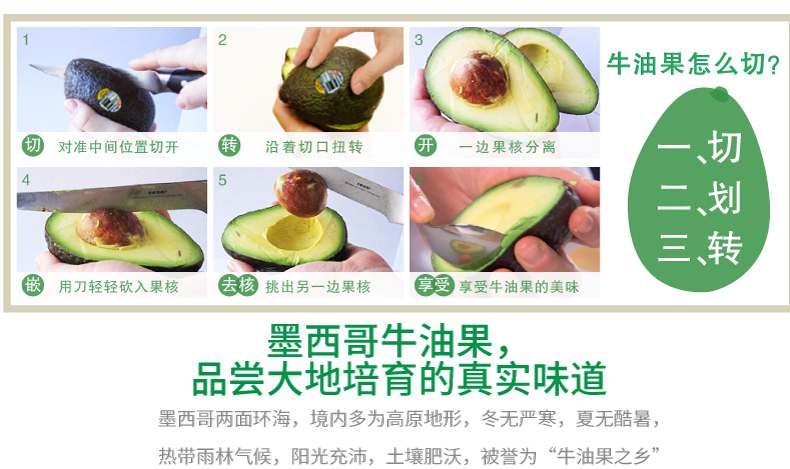 牛油果怎么切?
一、切
二、划
三、转
1
切 对准中间位置切开
2
转 沿着切口扭转
3
开 一边果核分离
4
嵌 用刀轻轻砍入果核
5
去核 挑出另一边果核
6
享受 享受牛油果的美味
墨西哥牛油果，
品尝大地培育的真实味道
墨西哥两面环海，境内多为高原地形，冬无严寒，夏无酷暑，
热带雨林气候，阳光充沛，土壤肥沃，被誉为“牛油果之乡”